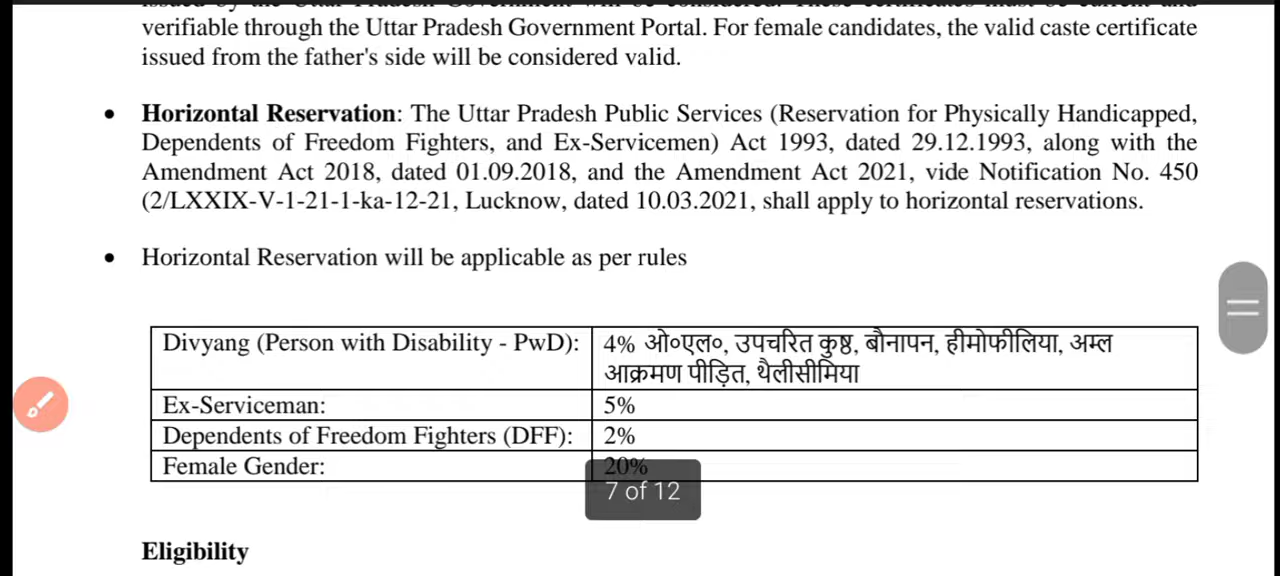 verifiable through the Uttar Pradesh Government Portal. For female candidates, the valid caste certificate
issued from the father's side will be considered valid.
• Horizontal Reservation: The Uttar Pradesh Public Services (Reservation for Physically Handicapped,
Dependents of Freedom Fighters, and Ex-Servicemen) Act 1993, dated 29.12.1993, along with the
Amendment Act 2018, dated 01.09.2018, and the Amendment Act 2021, vide Notification No. 450
(2/LXXIX-V-1-21-1-ka-12-21, Lucknow, dated 10.03.2021, shall apply to horizontal reservations.
• Horizontal Reservation will be applicable as per rules
Divyang (Person with Disability - PwD): 4% ओ०एल०, उपचरित कुष्ठ, बौनापन, हीमोफीलिया, अम्ल
आक्रमण पीड़ित, थैलीसीमिया
Ex-Serviceman: 5%
Dependents of Freedom Fighters (DFF): 2%
Female Gender: 20%
7 of 12
Eligibility